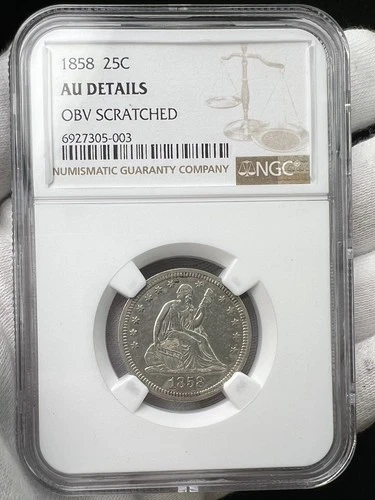 1858 25C
AU DETAILS
OBV SCRATCHED
6927305-003
NUMISMATIC GUARANTY COMPANY
NGC
1858